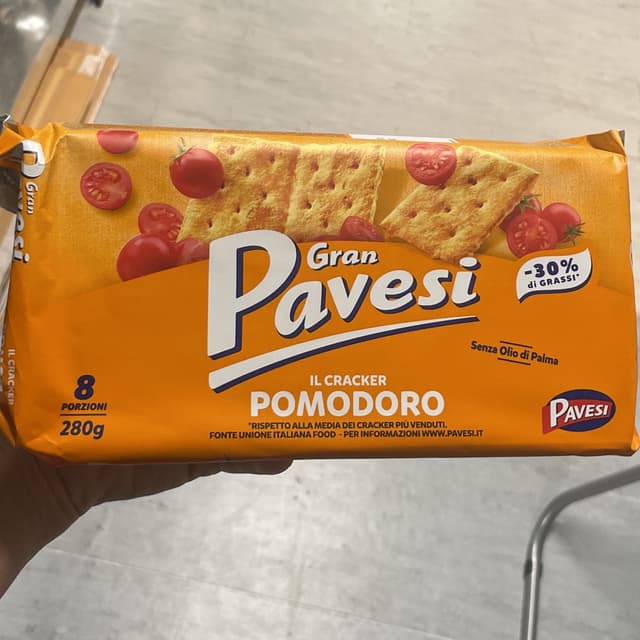 Gran
Pavesi
-30%
di GRASSI*
Senza Olio di Palma
IL CRACKER
POMODORO
*RISPETTO ALLA MEDIA DEI CRACKER PIÙ VENDUTI.
FONTE UNIONE ITALIANA FOOD - PER INFORMAZIONI WWW.PAVESI.IT
8
PORZIONI
280g
PAVESI
Gran
IL CRACKER